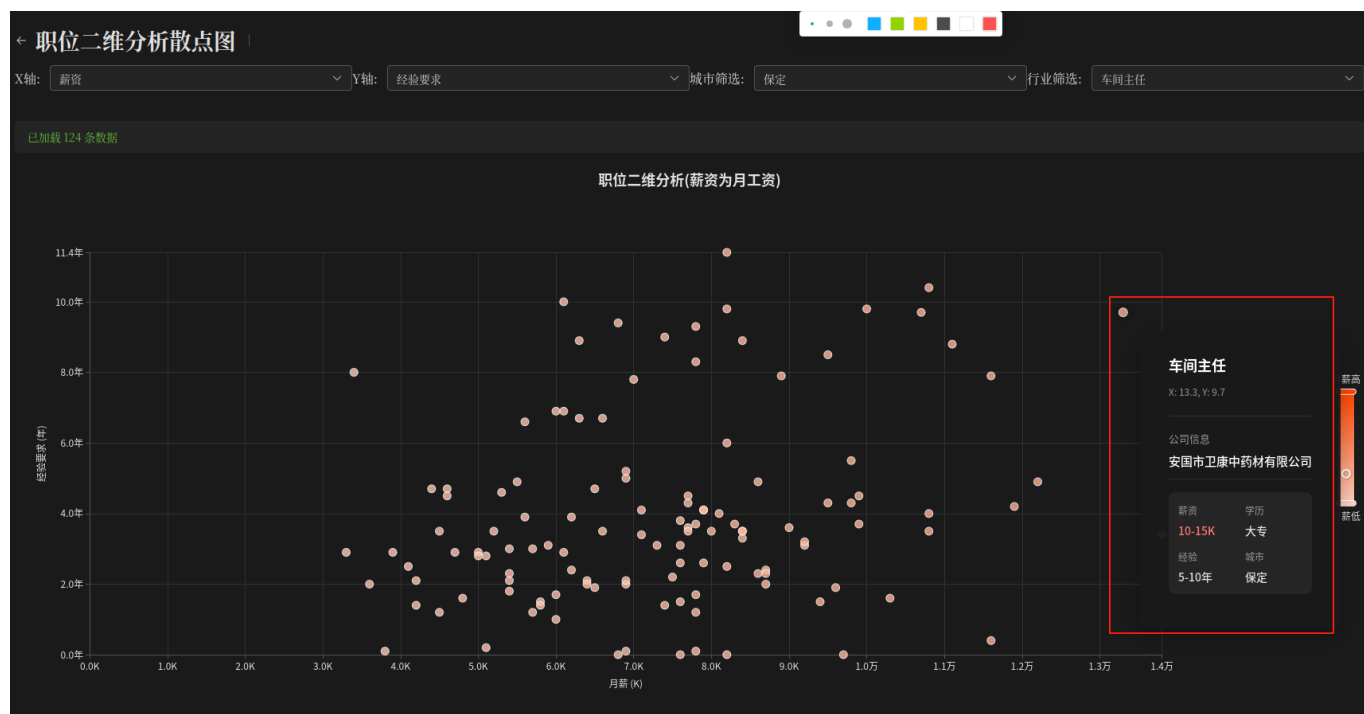 ← 职位二维分析散点图
X轴: 薪资 Y轴: 经验要求 城市筛选: 保定 行业筛选: 车间主任
已加载 124 条数据
职位二维分析(薪资为月工资)
11.4年
10.0年
8.0年
6.0年
4.0年
2.0年
0.0年
经验要求 (年)
0.0K 1.0K 2.0K 3.0K 4.0K 5.0K 6.0K 7.0K 8.0K 9.0K 1.0万 1.1万 1.2万 1.3万 1.4万
月薪 (K)
车间主任
X: 13.3, Y: 9.7
公司信息
安国市卫康中药材有限公司
薪资 学历
10-15K 大专
经验 城市
5-10年 保定
薪高
薪低